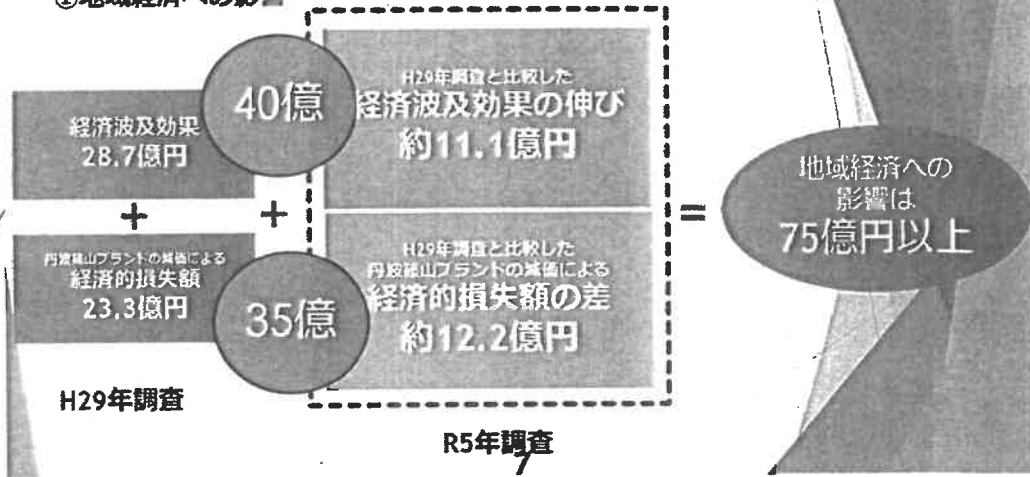 ①地域経済への影響
経済波及効果
28.7億円
40億
H29年調査と比較した
経済波及効果の伸び
約11.1億円
+
+
丹波篠山ブランドの減価による
経済的損失額
23.3億円
35億
H29年調査と比較した
丹波篠山ブランドの減価による
経済的損失額の差
約12.2億円
=
地域経済への
影響は
75億円以上
H29年調査
R5年調査
7